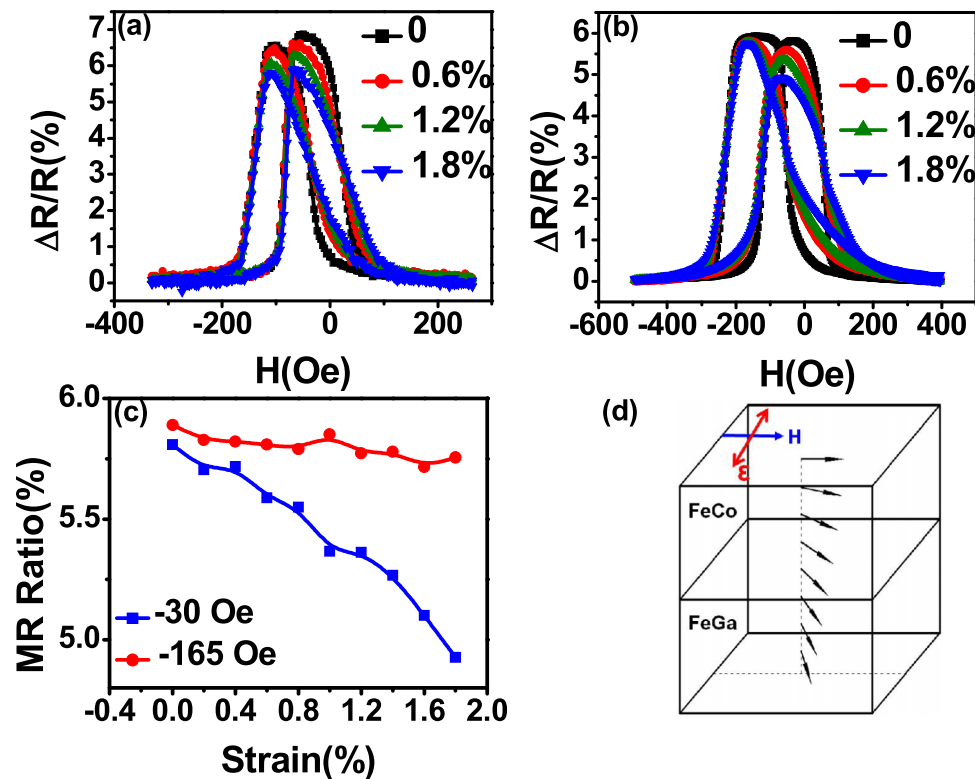 (a)
0
0.6%
1.2%
1.8%
7
6
5
4
3
2
1
0
ΔR/R(%)
-400 -200 0 200
H(Oe)
(b)
0
0.6%
1.2%
1.8%
6
5
4
3
2
1
0
ΔR/R(%)
-600 -400 -200 0 200 400
H(Oe)
(c)
6.0
5.5
5.0
MR Ratio(%)
-30 Oe
-165 Oe
-0.4 0.0 0.4 0.8 1.2 1.6 2.0
Strain(%)
(d)
H
ε
FeCo
FeGa